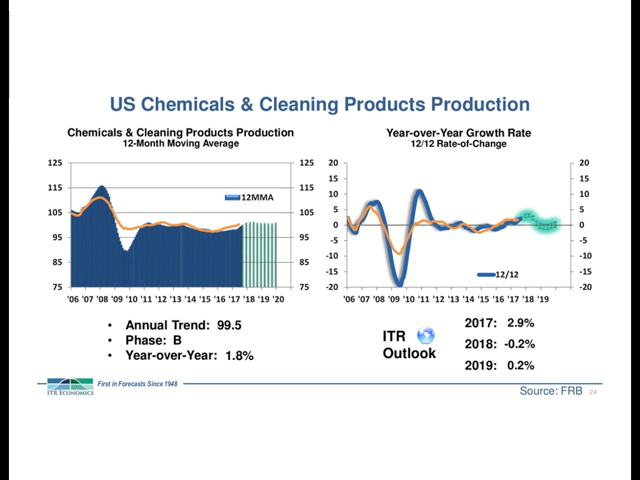 US Chemicals & Cleaning Products Production
Chemicals & Cleaning Products Production
12-Month Moving Average
125 125
115 115
12MMA
105 105
95 95
85 85
75 75
'06 '07 '08 '09 '10 '11 '12 '13 '14 '15 '16 '17 '18 '19 '20
Year-over-Year Growth Rate
12/12 Rate-of-Change
20 20
15 15
10 10
5 5
0 0
-5 -5
-10 -10
-15 -15
12/12
-20 -20
'06 '07 '08 '09 '10 '11 '12 '13 '14 '15 '16 '17 '18 '19
• Annual Trend: 99.5
• Phase: B
• Year-over-Year: 1.8%
ITR
Outlook
2017: 2.9%
2018: -0.2%
2019: 0.2%
First in Forecasts Since 1948
ITR ECONOMICS
Source: FRB 24